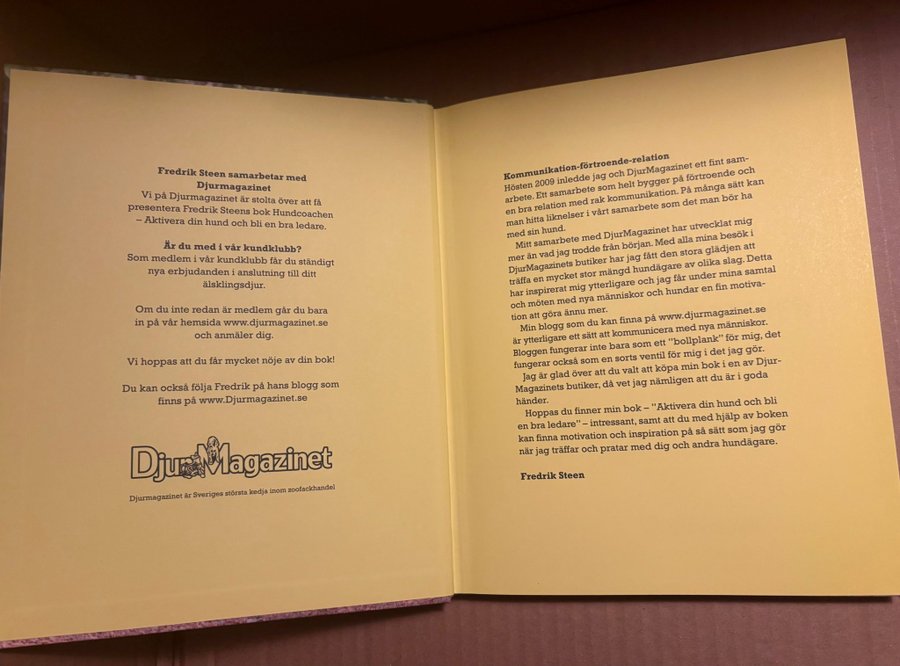 Fredrik Steen samarbetar med
Djurmagazinet
Vi på Djurmagazinet är stolta över att få
presentera Fredrik Steens bok Hundcoachen
– Aktivera din hund och bli en bra ledare.
Är du med i vår kundklubb?
Som medlem i vår kundklubb får du ständigt
nya erbjudanden i anslutning till ditt
älsklingsdjur.
Om du inte redan är medlem går du bara
in på vår hemsida www.djurmagazinet.se
och anmäler dig.
Vi hoppas att du får mycket nöje av din bok!
Du kan också följa Fredrik på hans blogg som
finns på www.Djurmagazinet.se
DjurMagazinet
Djurmagazinet är Sveriges största kedja inom zoofackhandel
Kommunikation-förtroende-relation
Hösten 2009 inledde jag och DjurMagazinet ett fint sam-
arbete. Ett samarbete som helt bygger på förtroende och
en bra relation med rak kommunikation. På många sätt kan
man hitta liknelser i vårt samarbete som det man bör ha
med sin hund.
Mitt samarbete med DjurMagazinet har utvecklat mig
mer än vad jag trodde från början. Med alla mina besök i
DjurMagazinets butiker har jag fått den stora glädjen att
träffa en mycket stor mängd hundägare av olika slag. Detta
har inspirerat mig ytterligare och jag får under mina samtal
och möten med nya människor och hundar en fin motiva-
tion att göra ännu mer.
Min blogg som du kan finna på www.djurmagazinet.se
är ytterligare ett sätt att kommunicera med nya människor.
Bloggen fungerar inte bara som ett ”bollplank” för mig, det
fungerar också som en sorts ventil för mig i det jag gör.
Jag är glad över att du valt att köpa min bok i en av Djur-
Magazinets butiker, då vet jag nämligen att du är i goda
händer.
Hoppas du finner min bok – ”Aktivera din hund och bli
en bra ledare” – intressant, samt att du med hjälp av boken
kan finna motivation och inspiration på så sätt som jag gör
när jag träffar och pratar med dig och andra hundägare.
Fredrik Steen